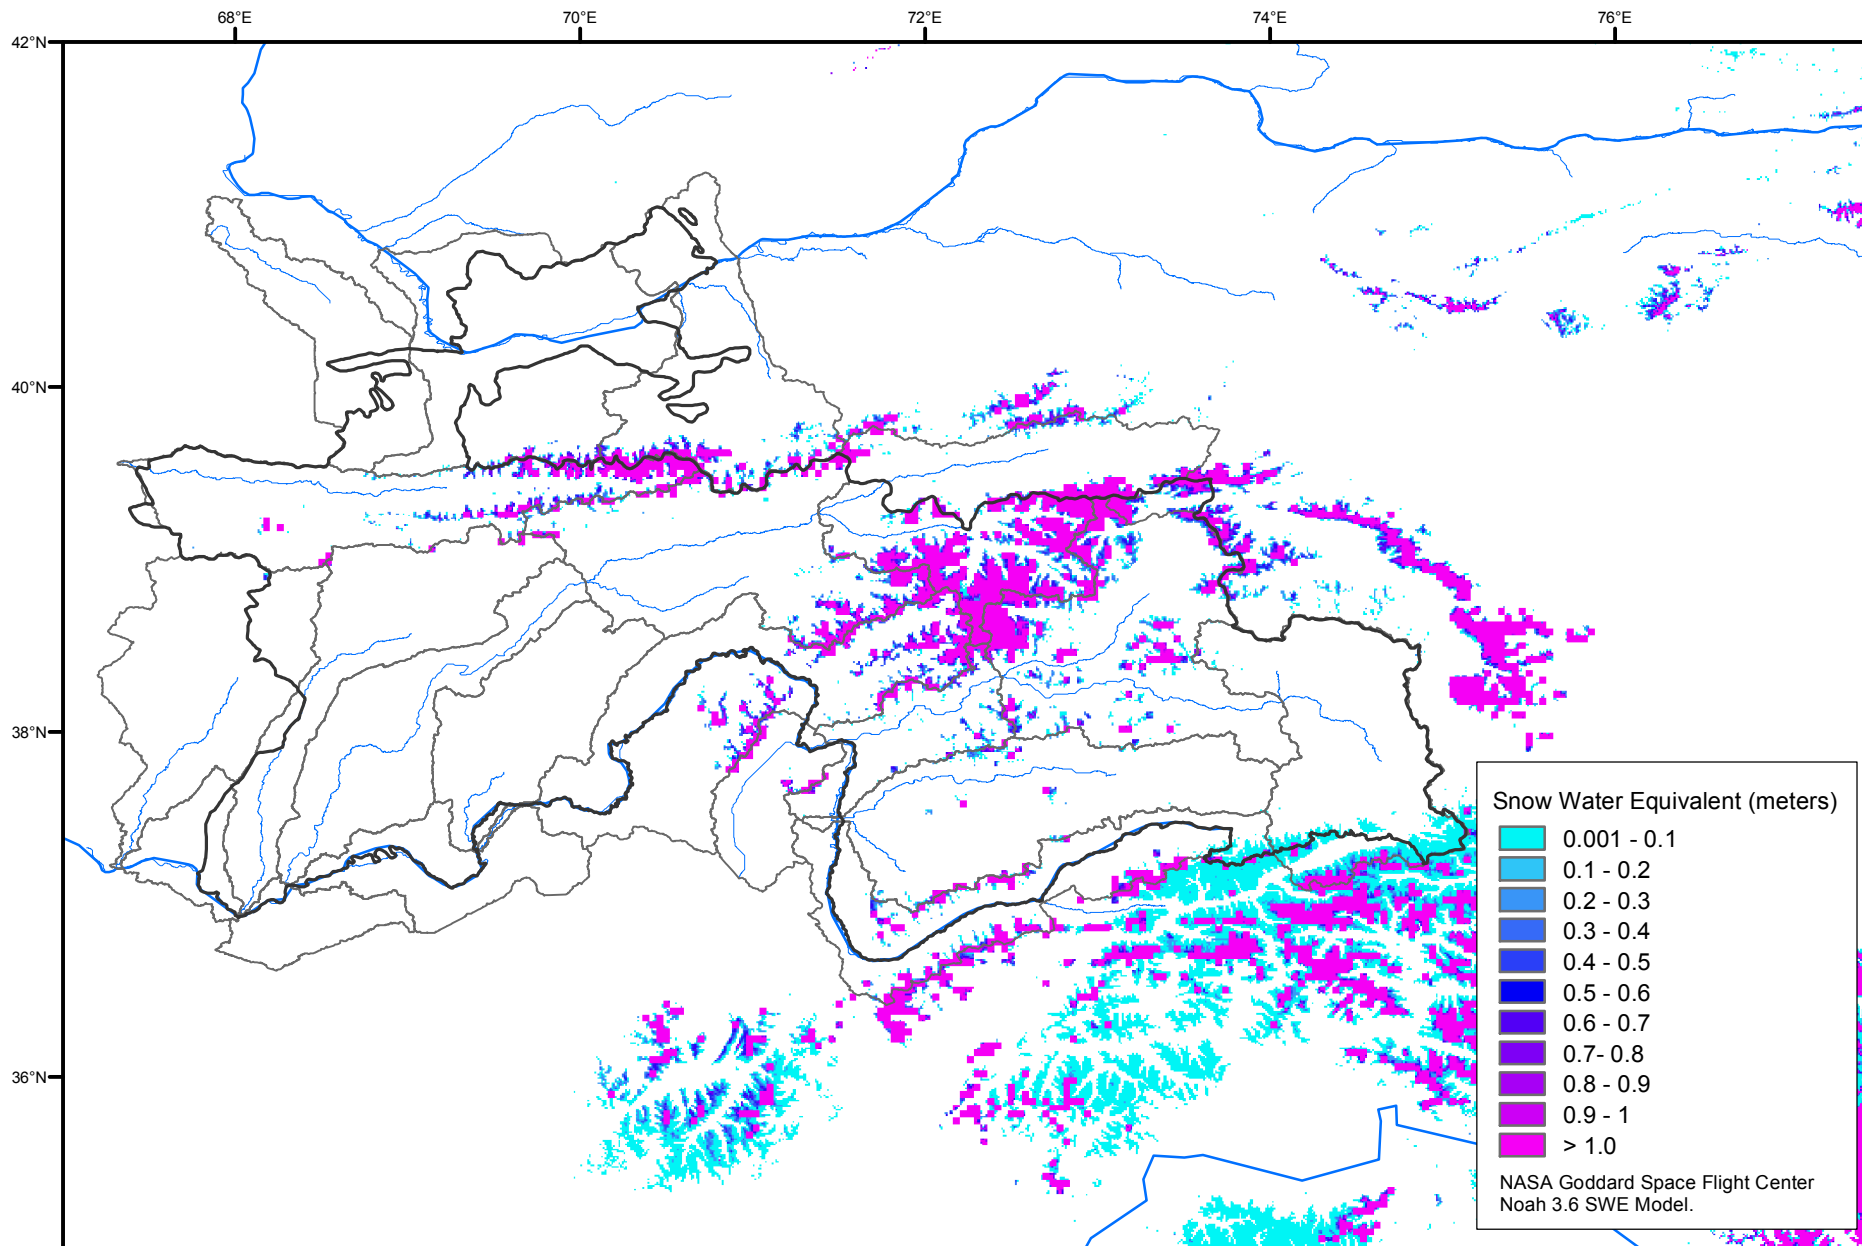 68°E
70°E
72°E
74°E
76°E
42°N
40°N
38°N
36°N
Snow Water Equivalent (meters)
0.001 - 0.1
0.1 - 0.2
0.2 - 0.3
0.3 - 0.4
0.4 - 0.5
0.5 - 0.6
0.6 - 0.7
0.7- 0.8
0.8 - 0.9
0.9 - 1
> 1.0
NASA Goddard Space Flight Center
Noah 3.6 SWE Model.